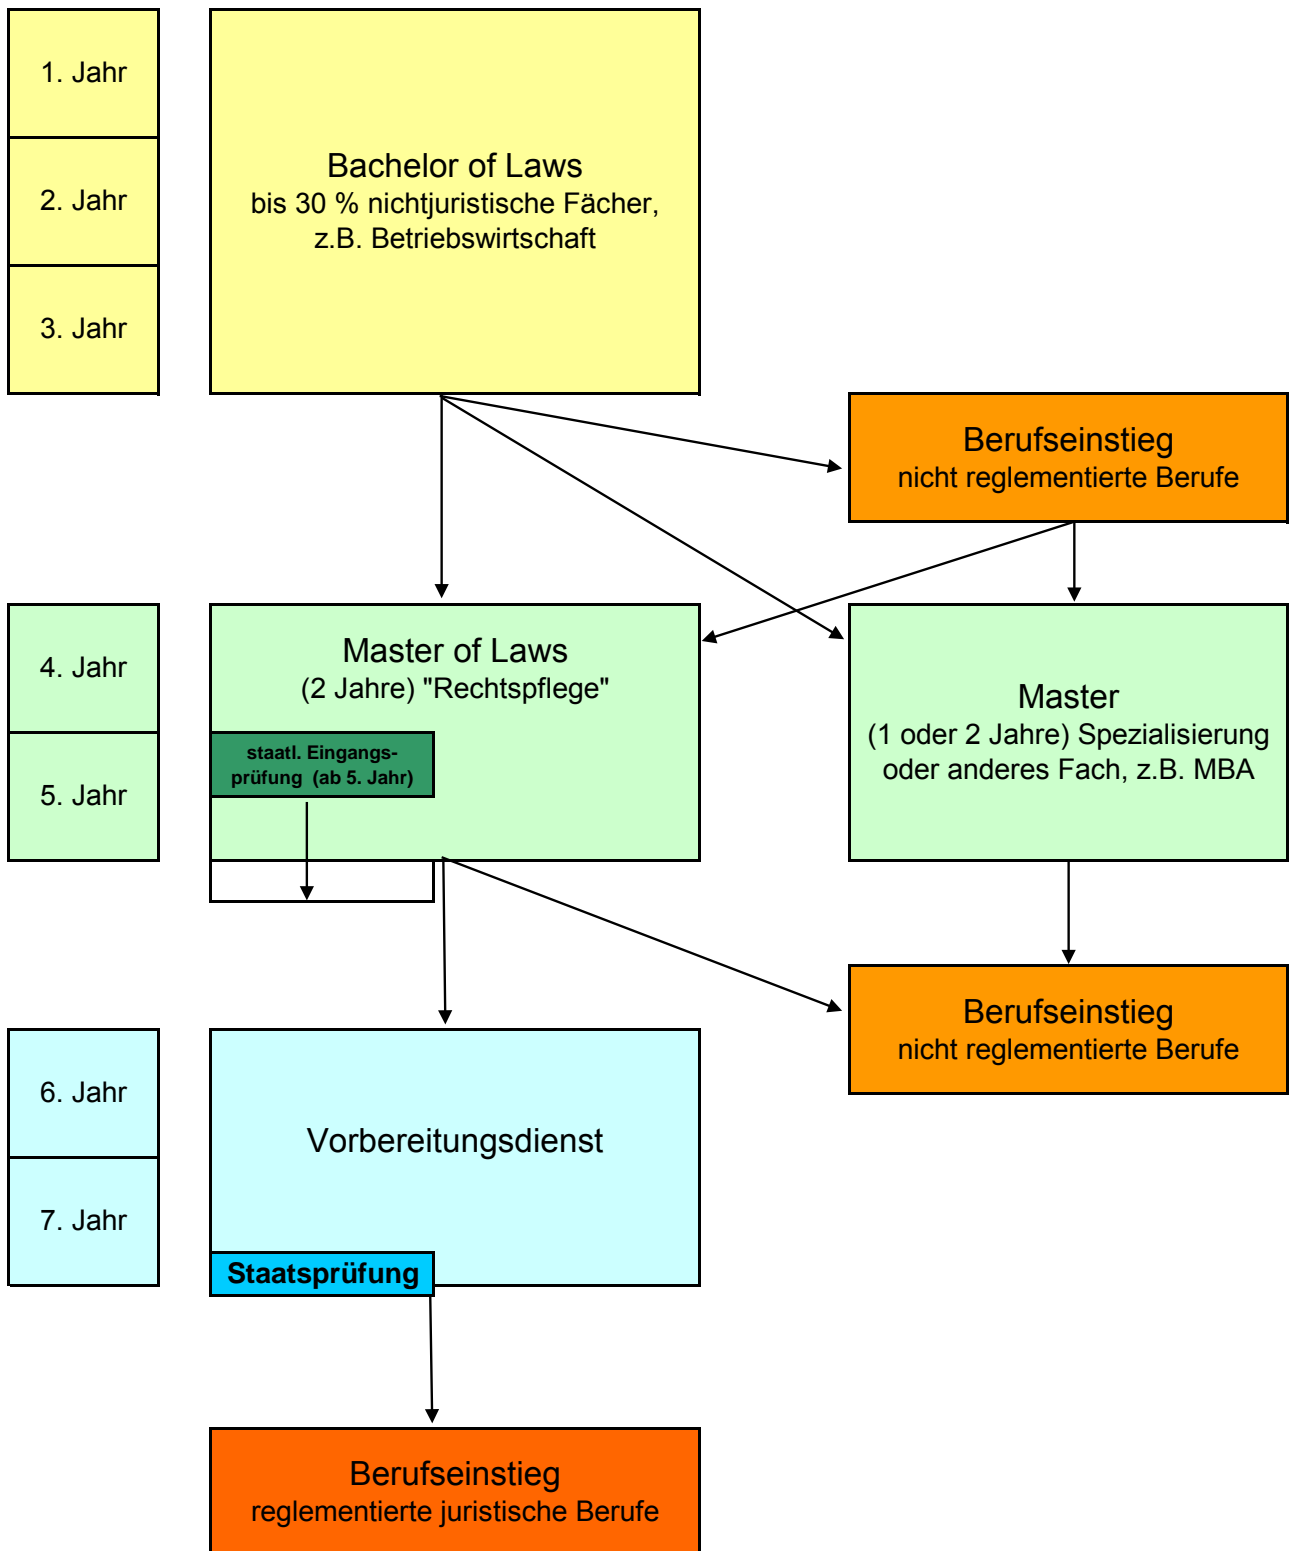 1. Jahr
2. Jahr
3. Jahr
Bachelor of Laws
bis 30 % nichtjuristische Fächer,
z.B. Betriebswirtschaft
Berufseinstieg
nicht reglementierte Berufe
4. Jahr
5. Jahr
Master of Laws
(2 Jahre) "Rechtspflege"
staatl. Eingangs-
prüfung (ab 5. Jahr)
Master
(1 oder 2 Jahre) Spezialisierung
oder anderes Fach, z.B. MBA
Berufseinstieg
nicht reglementierte Berufe
6. Jahr
7. Jahr
Vorbereitungsdienst
Staatsprüfung
Berufseinstieg
reglementierte juristische Berufe